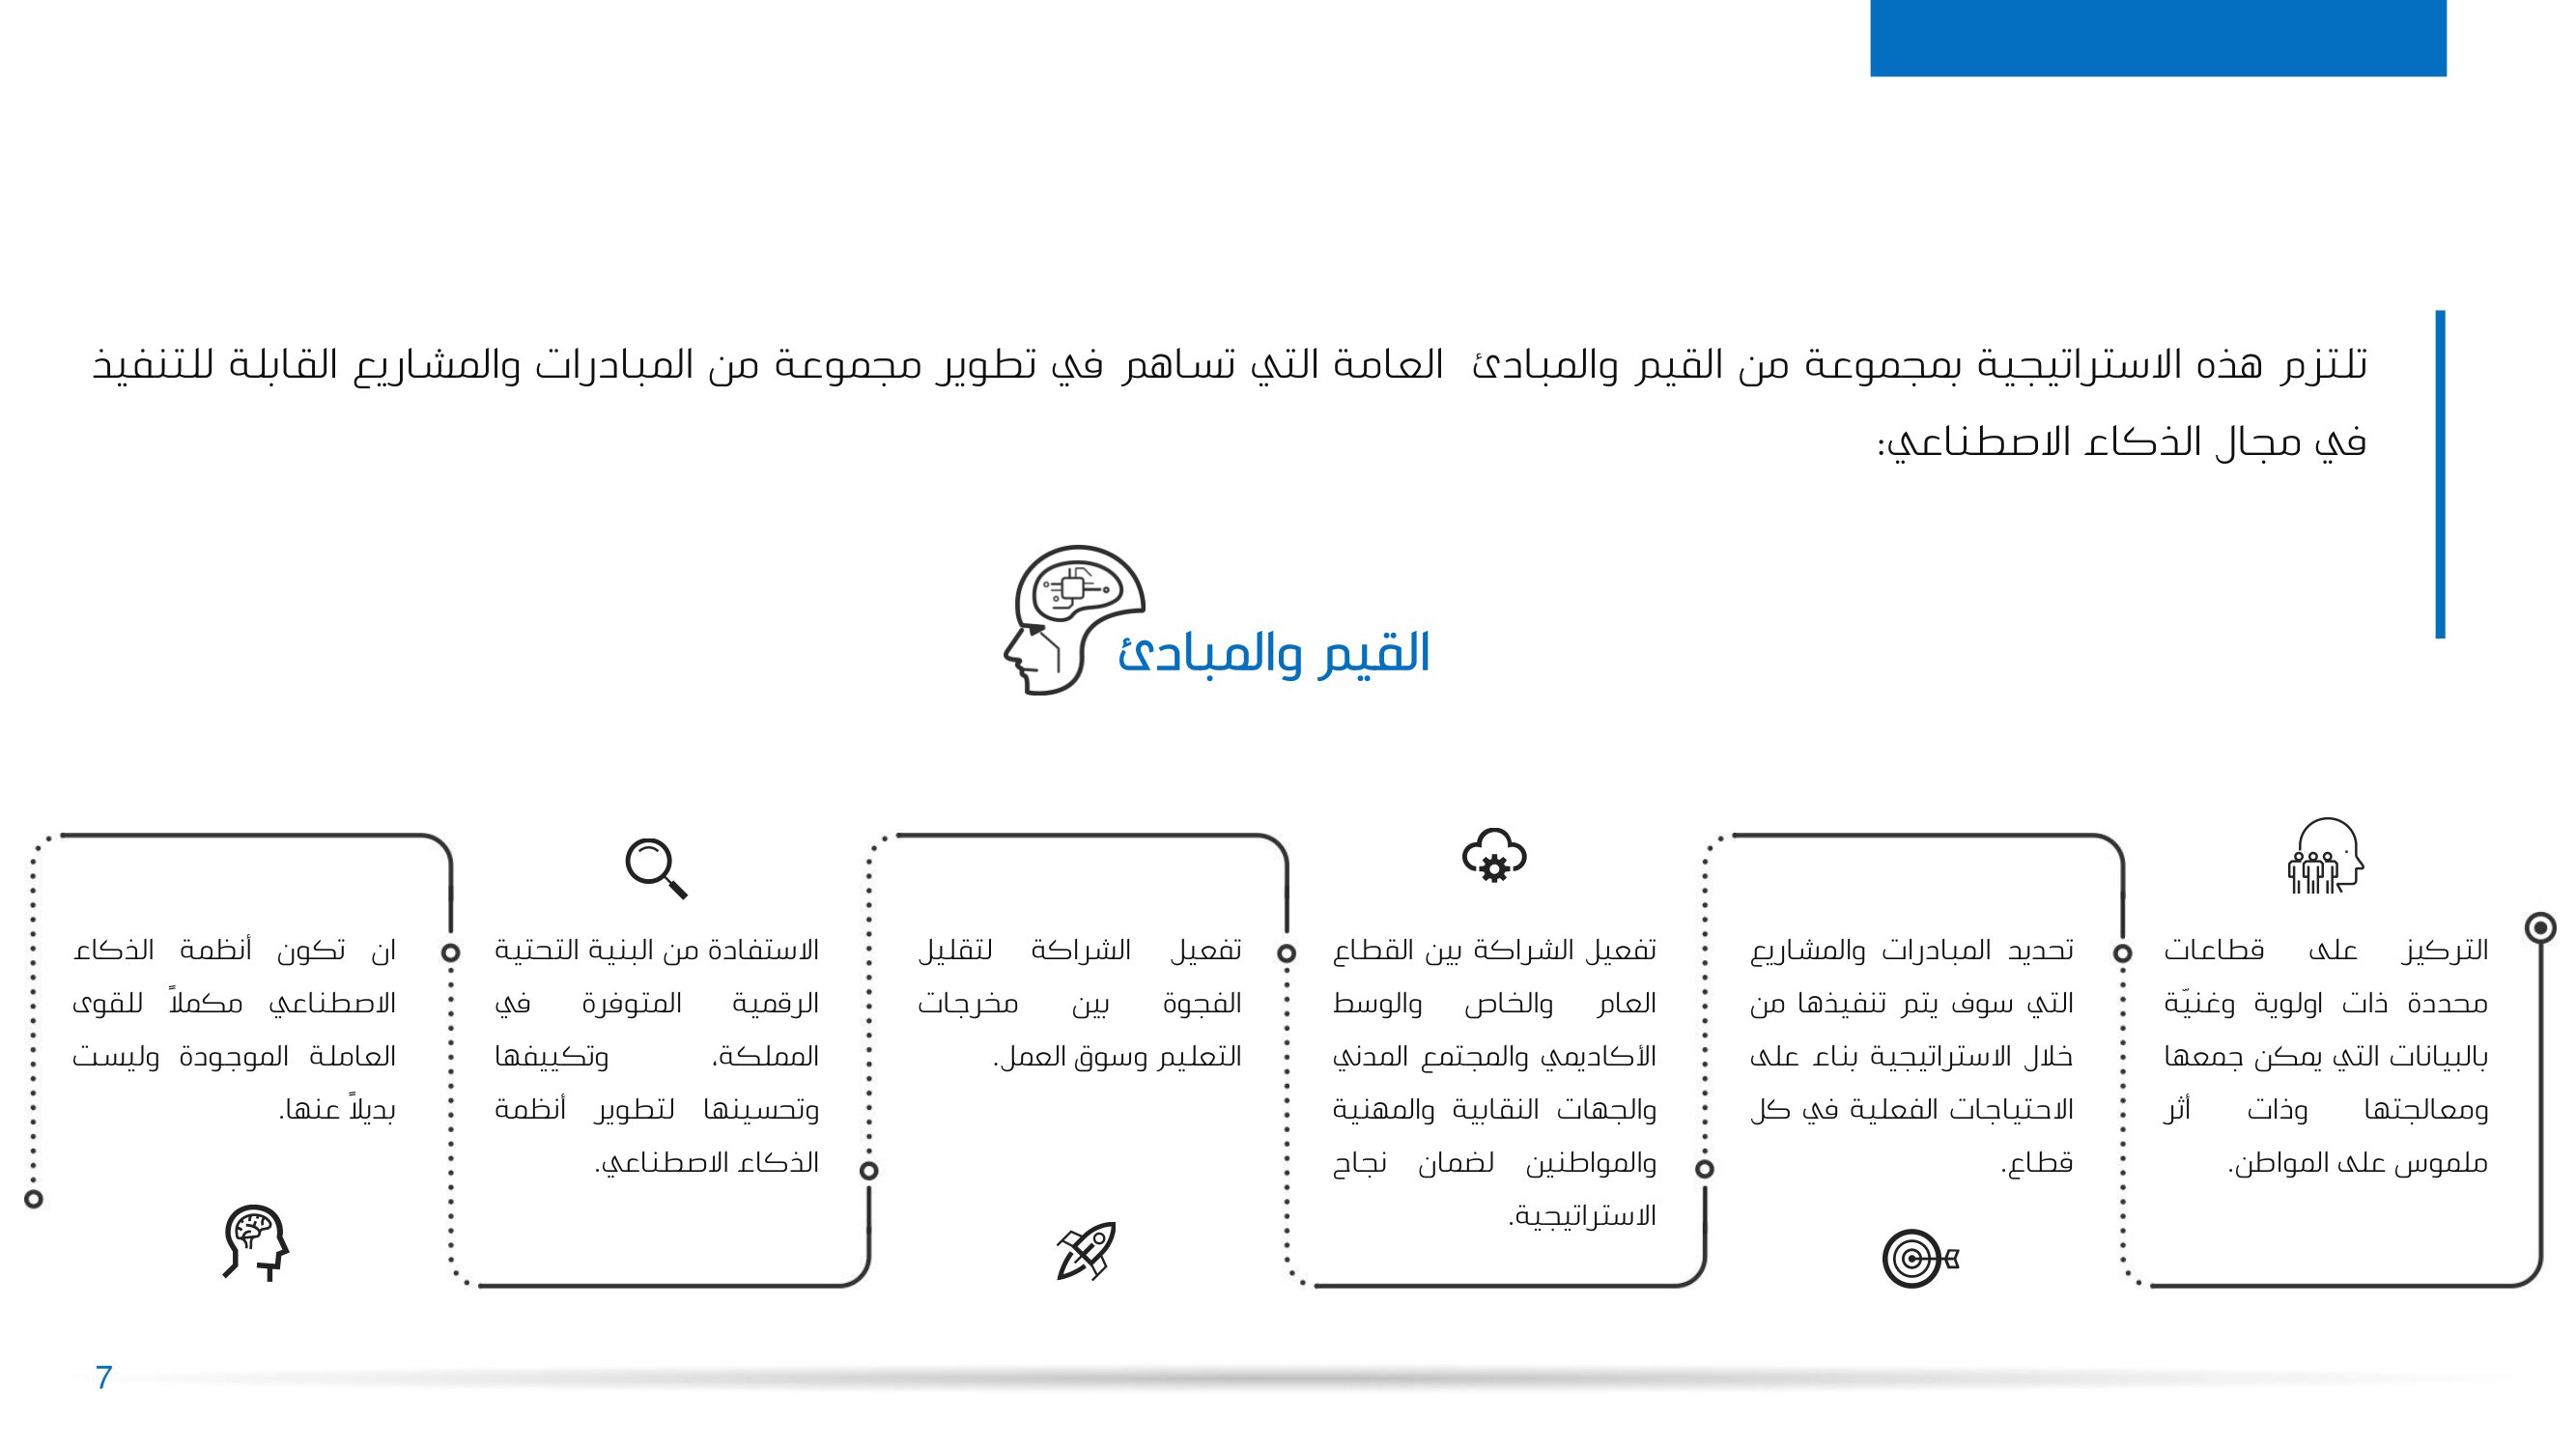 تلتزم هذه الاستراتيجية بمجموعة من القيم والمبادئ العامة التي تساهم في تطوير مجموعة من المبادرات والمشاريع القابلة للتنفيذ
في مجال الذكاء الاصطناعي:
القيم والمبادئ
التركيز على قطاعات
محددة ذات اولوية وغنيّة
بالبيانات التي يمكن جمعها
ومعالجتها وذات أثر
ملموس على المواطن.
تحديد المبادرات والمشاريع
التي سوف يتم تنفيذها من
خلال الاستراتيجية بناء على
الاحتياجات الفعلية في كل
قطاع.
تفعيل الشراكة بين القطاع
العام والخاص والوسط
الأكاديمي والمجتمع المدني
والجهات النقابية والمهنية
والمواطنين لضمان نجاح
الاستراتيجية.
تفعيل الشراكة لتقليل
الفجوة بين مخرجات
التعليم وسوق العمل.
الاستفادة من البنية التحتية
الرقمية المتوفرة في
المملكة، وتكييفها
وتحسينها لتطوير أنظمة
الذكاء الاصطناعي.
ان تكون أنظمة الذكاء
الاصطناعي مكملاً للقوى
العاملة الموجودة وليست
بديلاً عنها.
7